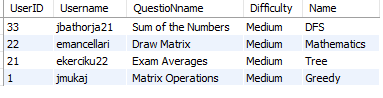 UserID Username QuestioNname Difficulty Name
33 jbathorja21 Sum of the Numbers Medium DFS
22 emancellari Draw Matrix Medium Mathematics
21 ekerciku22 Exam Averages Medium Tree
1 jmukaj Matrix Operations Medium Greedy